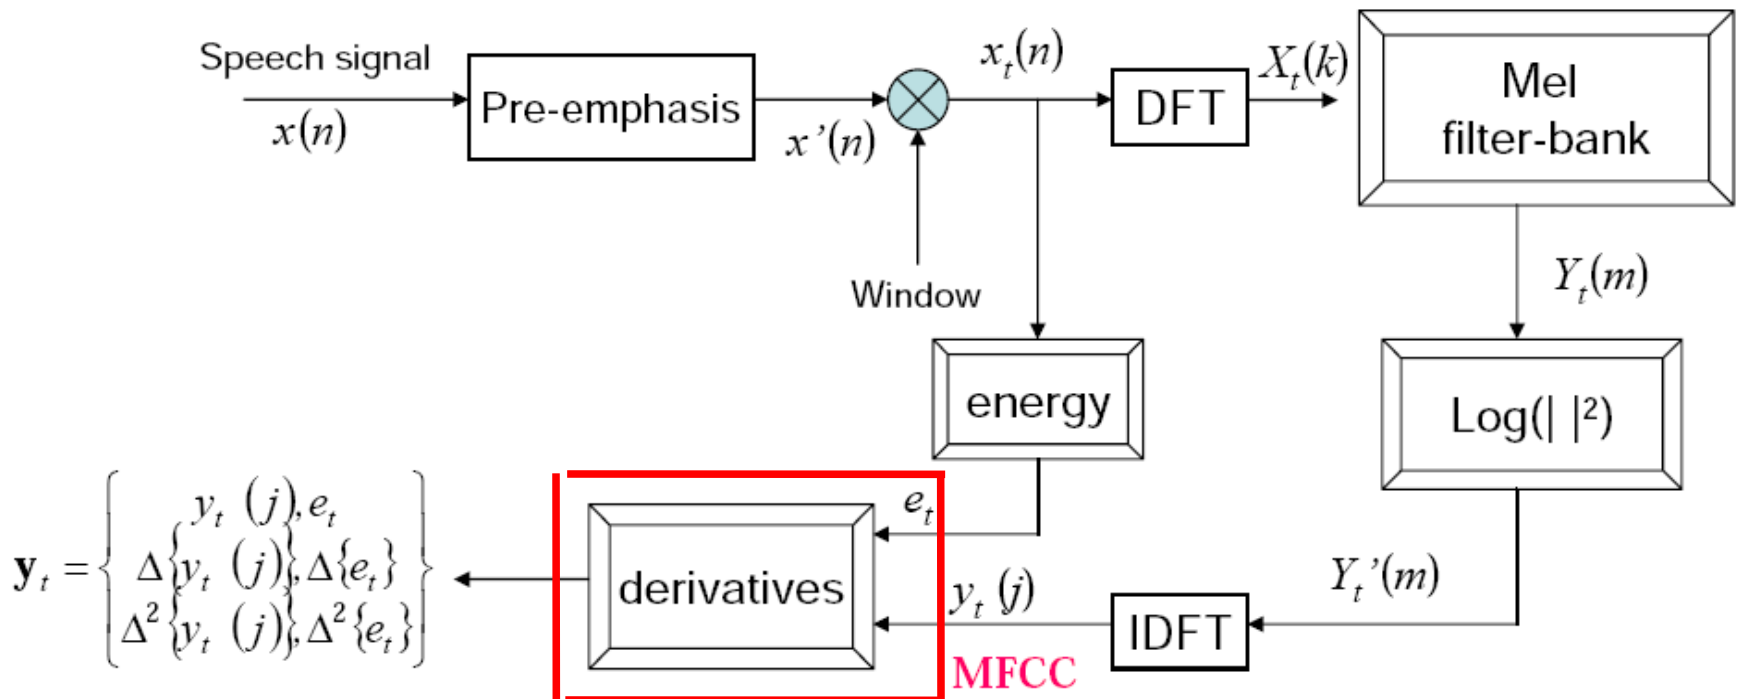 Speech signal
x(n)
Pre-emphasis
x'(n)
Window
x_t(n)
DFT
X_t(k)
Mel
filter-bank
Y_t(m)
Log(| |²)
Y_t'(m)
IDFT
y_t (j)
MFCC
energy
e_t
derivatives
y_t = { y_t (j), e_t
Δ{y_t (j)}, Δ{e_t}
Δ²{y_t (j)}, Δ²{e_t} }